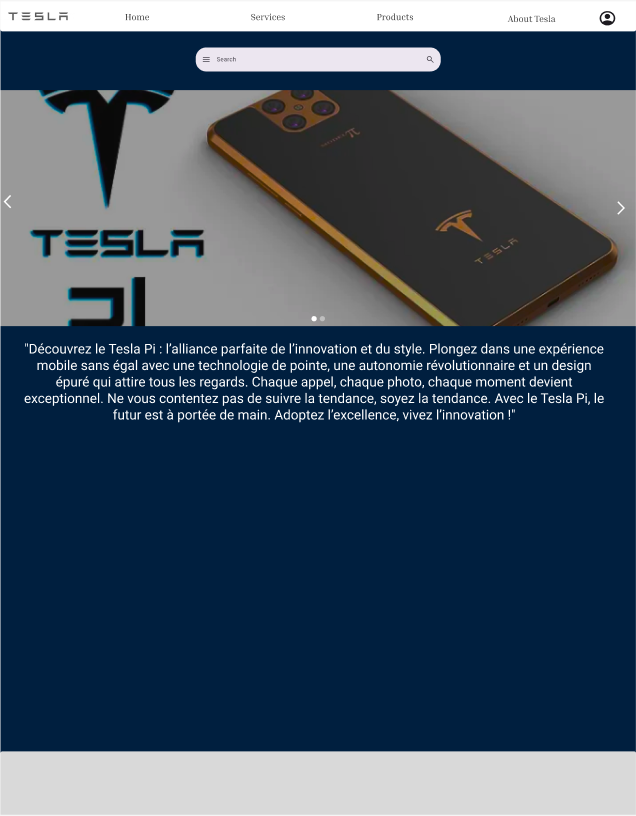 TESLA
Home
Services
Products
About Tesla
Search
TESLA
TESLA
"Découvrez le Tesla Pi : l’alliance parfaite de l’innovation et du style. Plongez dans une expérience
mobile sans égal avec une technologie de pointe, une autonomie révolutionnaire et un design
épuré qui attire tous les regards. Chaque appel, chaque photo, chaque moment devient
exceptionnel. Ne vous contentez pas de suivre la tendance, soyez la tendance. Avec le Tesla Pi, le
futur est à portée de main. Adoptez l’excellence, vivez l’innovation !"